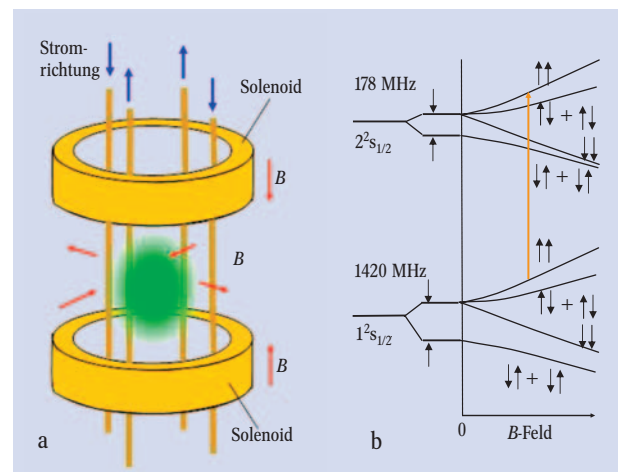 Strom-
richtung
Solenoid
B
B
B
Solenoid
a
178 MHz
2²s₁/₂
↑↑
↑↓ + ↑↓
↓↓
↓↑ + ↓↑
1420 MHz
1²s₁/₂
↑↑
↑↓ + ↑↓
↓↓
↓↑ + ↓↑
0
B-Feld
b